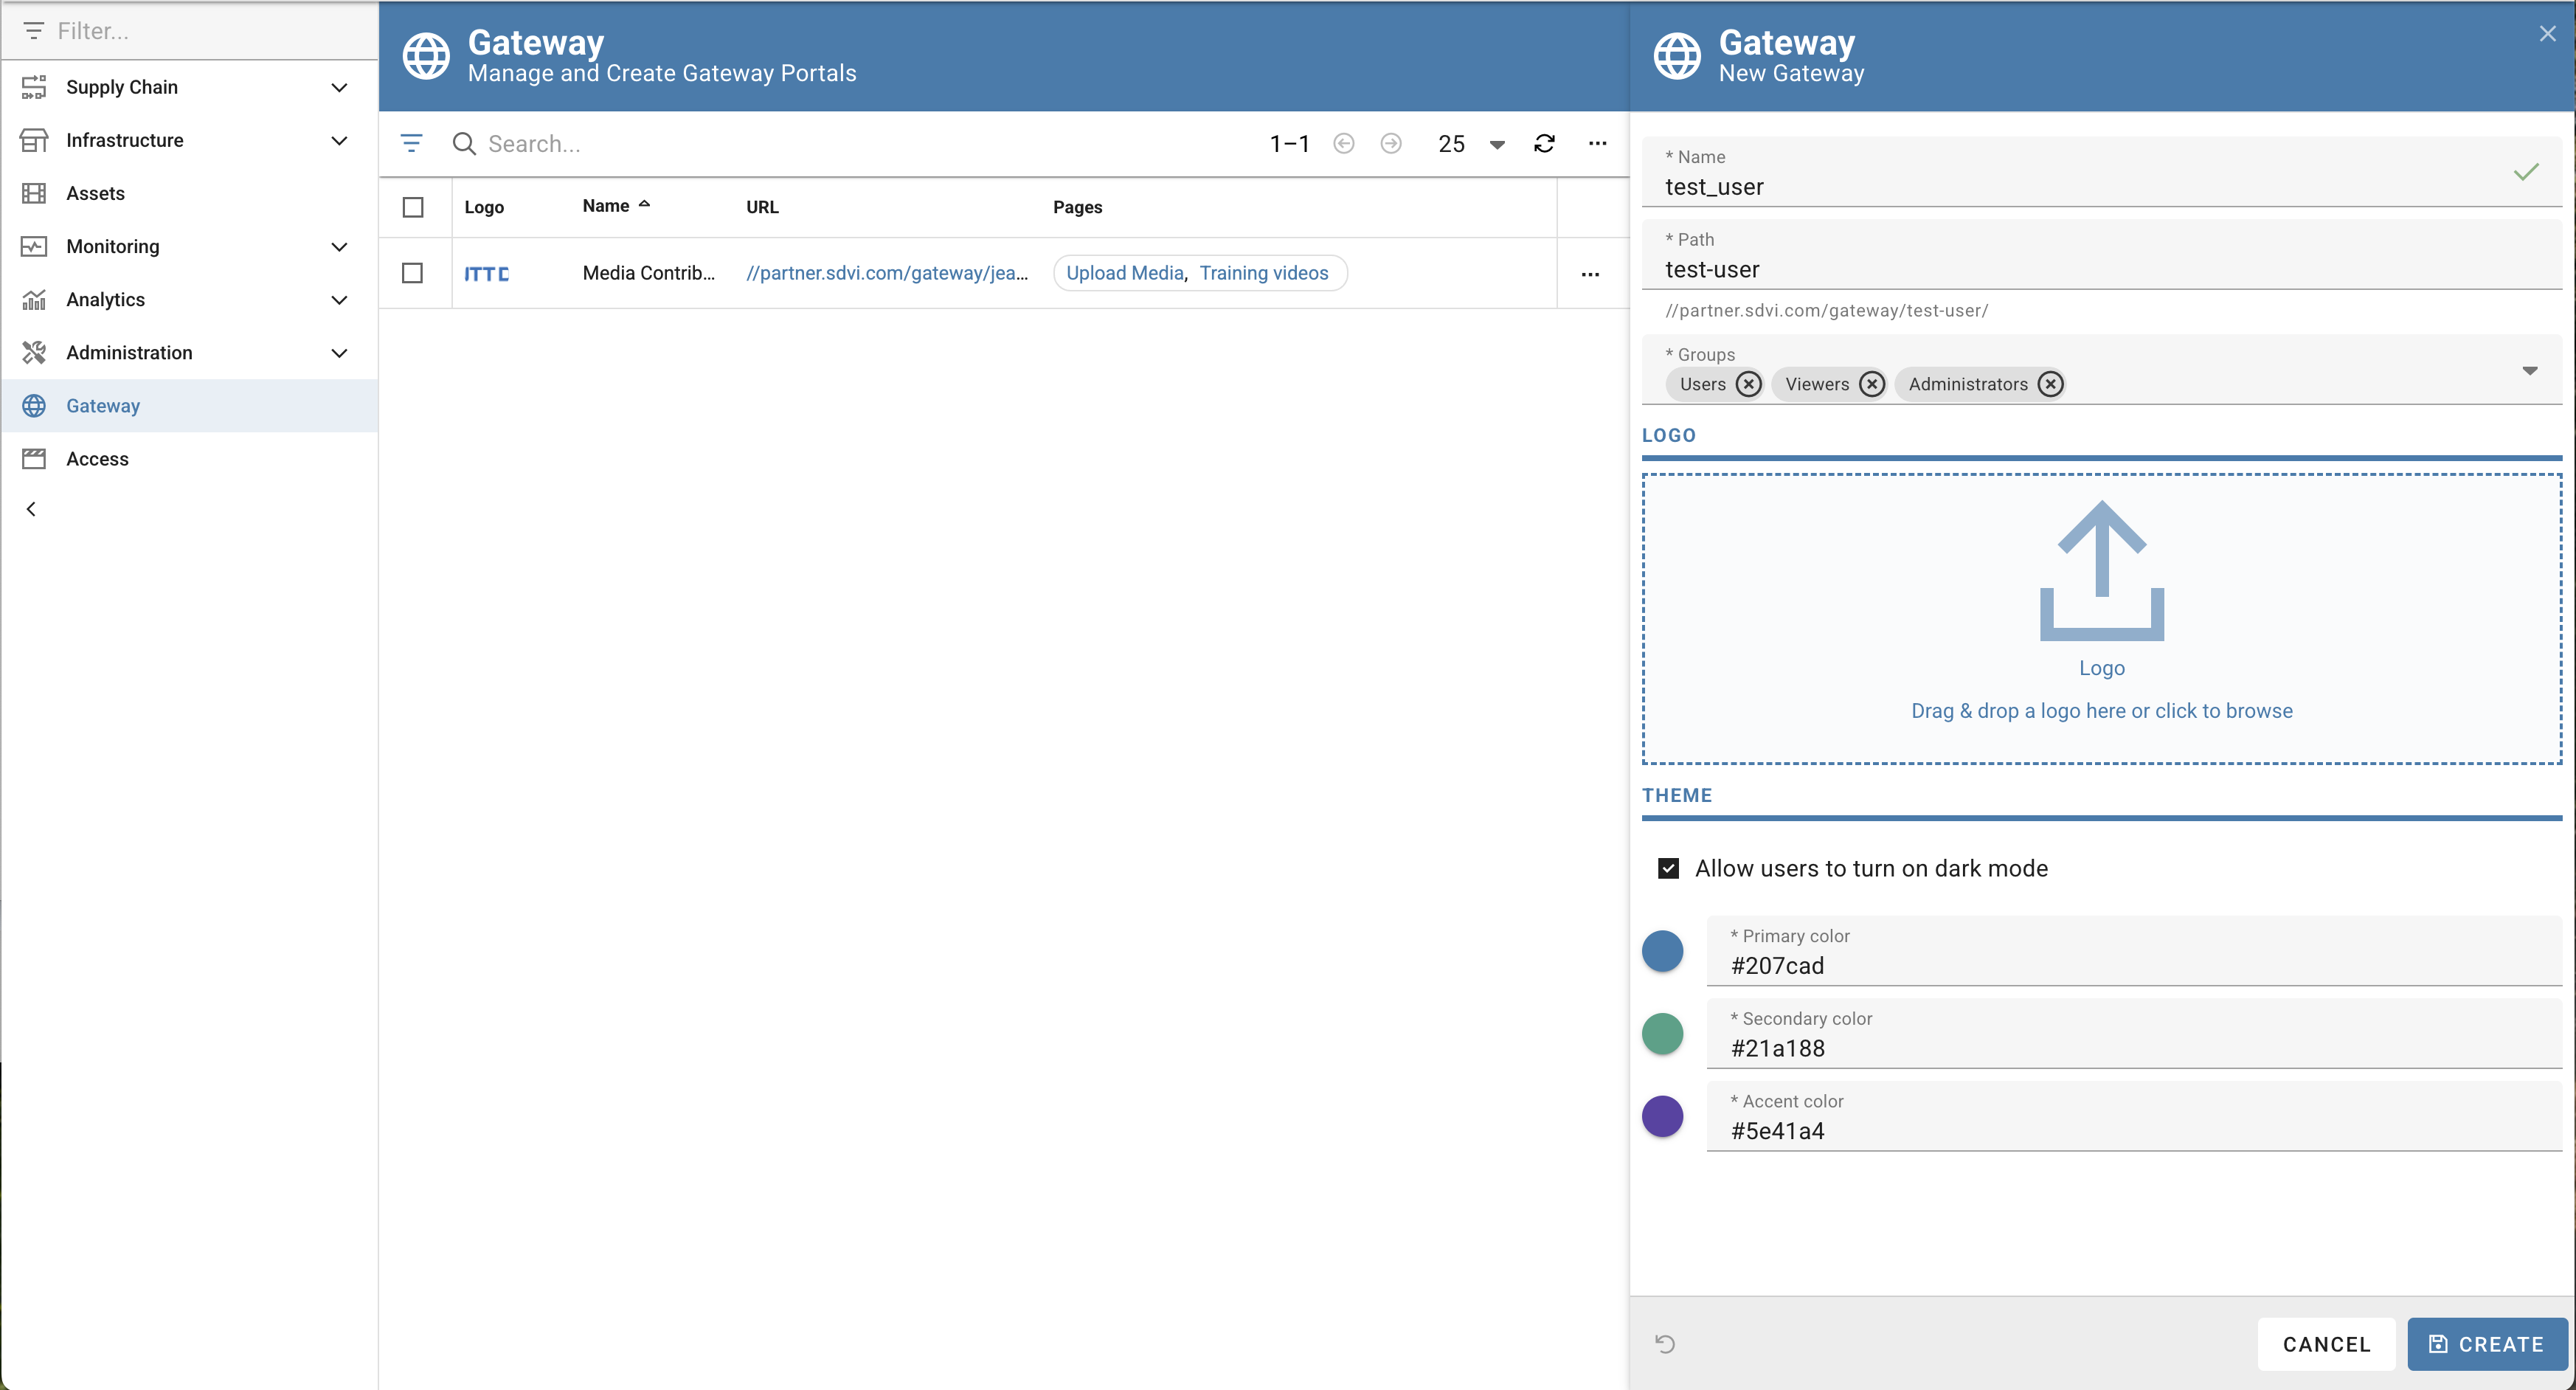 Filter...
Supply Chain
Infrastructure
Assets
Monitoring
Analytics
Administration
Gateway
Access
Gateway
Manage and Create Gateway Portals
Search...
1–1
25
Logo
Name
URL
Pages
Media Contrib...
//partner.sdvi.com/gateway/jea...
Upload Media, Training videos
Gateway
New Gateway
* Name
test_user
* Path
test-user
//partner.sdvi.com/gateway/test-user/
* Groups
Users
Viewers
Administrators
LOGO
Logo
Drag & drop a logo here or click to browse
THEME
Allow users to turn on dark mode
* Primary color
#207cad
* Secondary color
#21a188
* Accent color
#5e41a4
CANCEL
CREATE